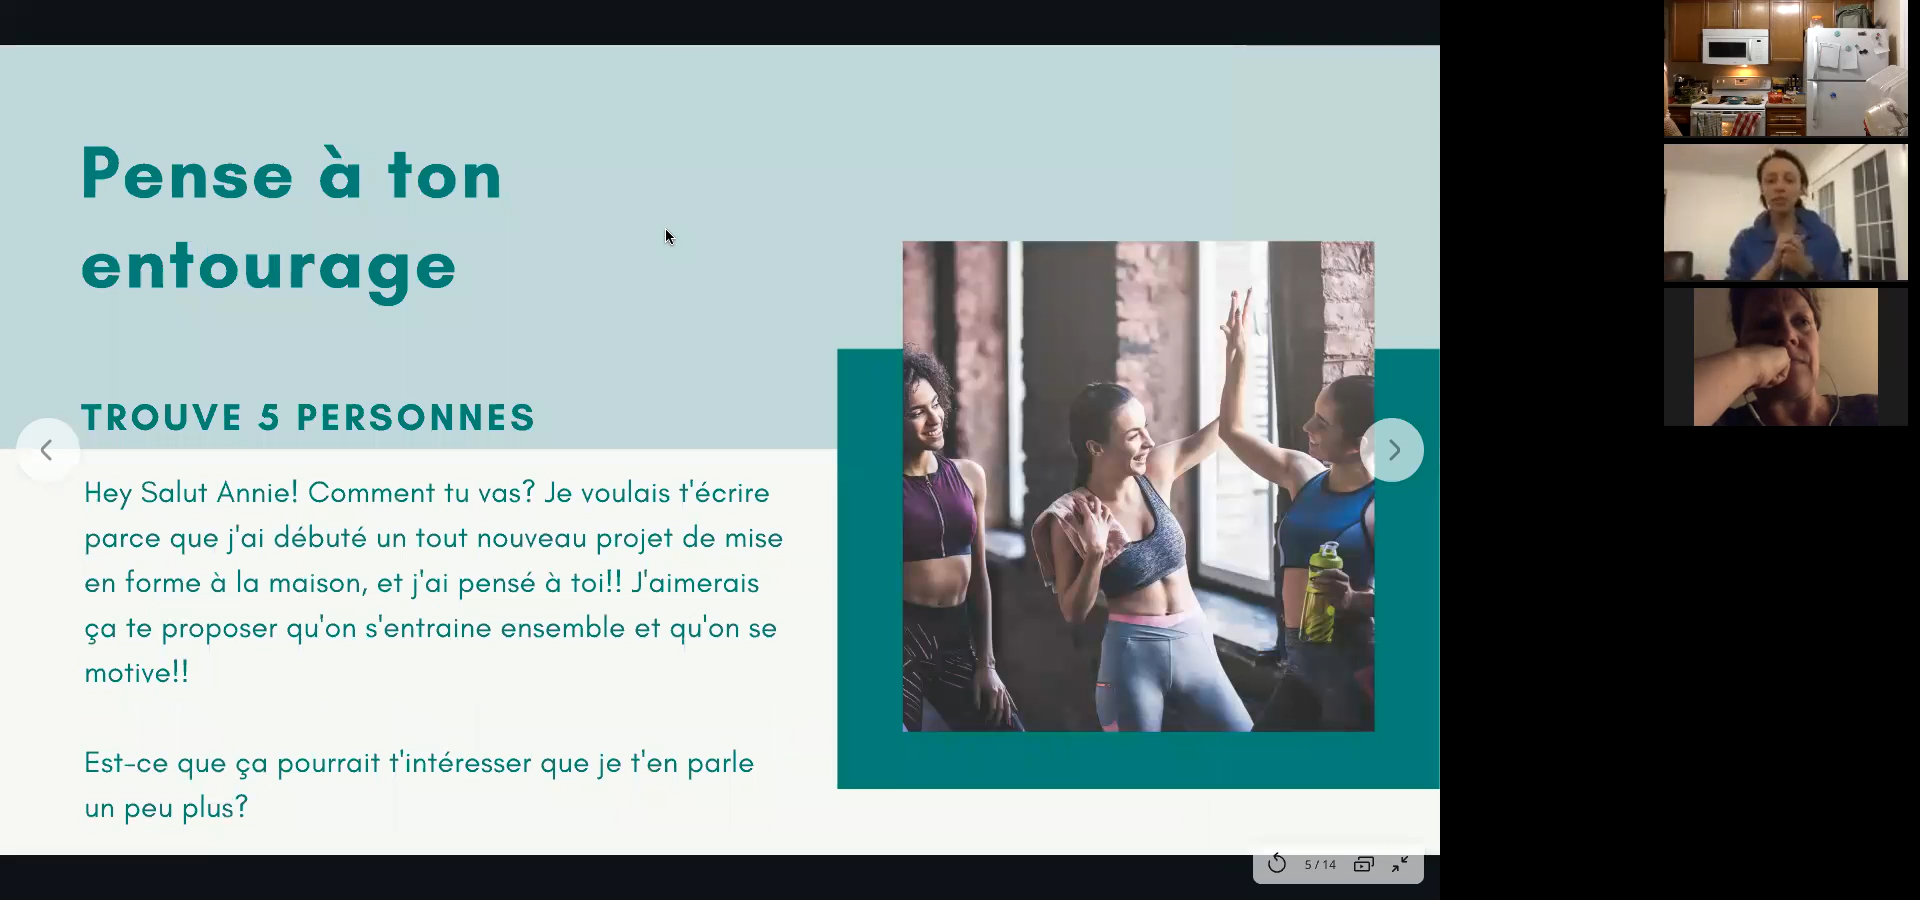 Pense à ton
entourage
TROUVE 5 PERSONNES
Hey Salut Annie! Comment tu vas? Je voulais t'écrire
parce que j'ai débuté un tout nouveau projet de mise
en forme à la maison, et j'ai pensé à toi!! J'aimerais
ça te proposer qu'on s'entraine ensemble et qu'on se
motive!!
Est-ce que ça pourrait t'intéresser que je t'en parle
un peu plus?
5 / 14